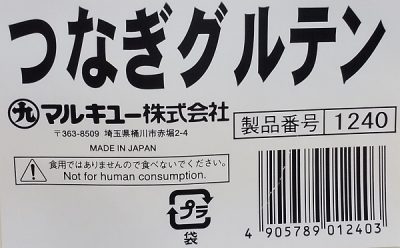 つなぎグルテン
九 マルキュー株式会社
〒363-8509 埼玉県桶川市赤堀2-4
MADE IN JAPAN
製品番号 1240
食用ではありませんので食べないでください。
Not for human consumption.
プラ
袋
4 905789 012403